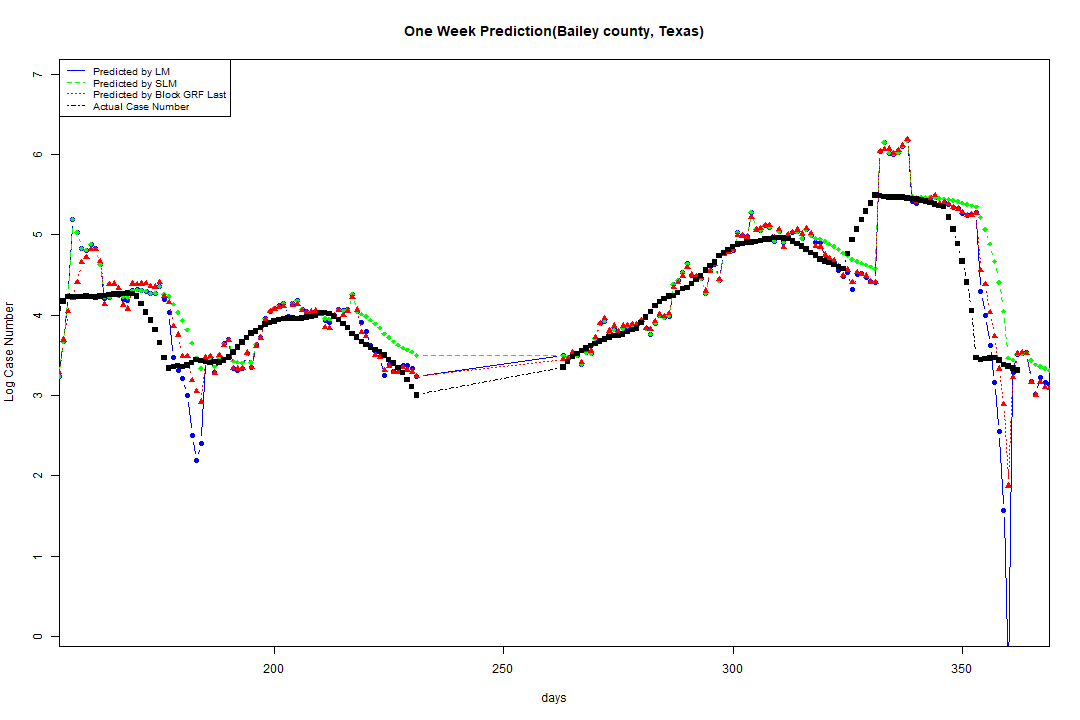 One Week Prediction(Bailey county, Texas)
Predicted by LM
Predicted by SLM
Predicted by Block GRF Last
Actual Case Number
7
6
5
4
3
2
1
0
Log Case Number
200 250 300 350
days